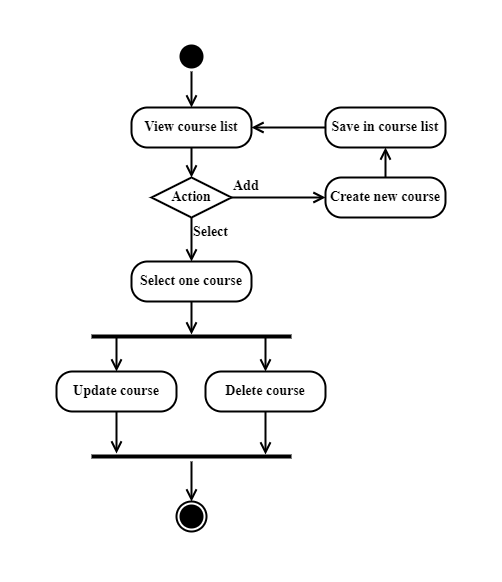 View course list
Save in course list
Action
Add
Create new course
Select
Select one course
Update course
Delete course